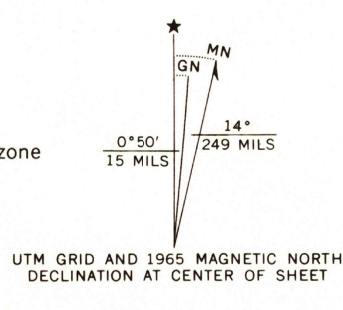 ★
MN
GN
0°50′
15 MILS
14°
249 MILS
zone
UTM GRID AND 1965 MAGNETIC NORTH
DECLINATION AT CENTER OF SHEET